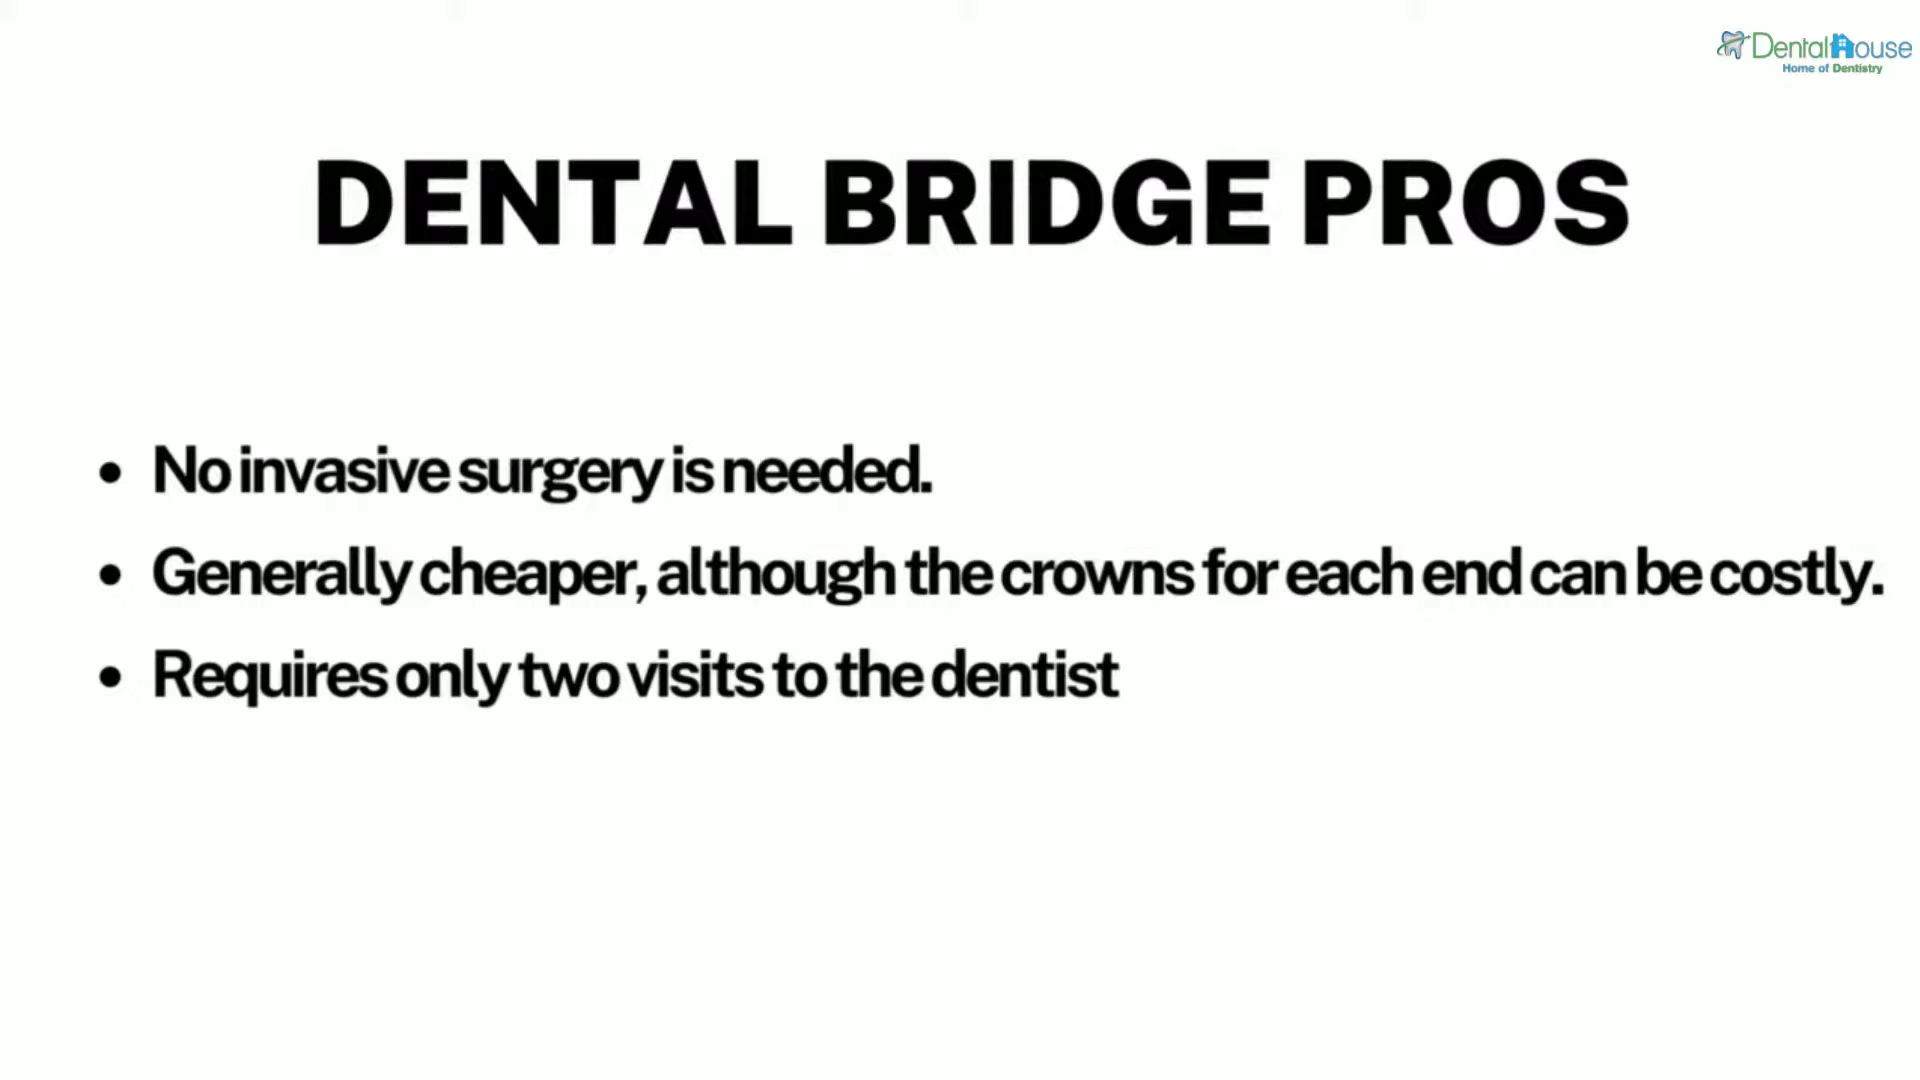 DentalHouse
Home of Dentistry
DENTAL BRIDGE PROS
• No invasive surgery is needed.
• Generally cheaper, although the crowns for each end can be costly.
• Requires only two visits to the dentist